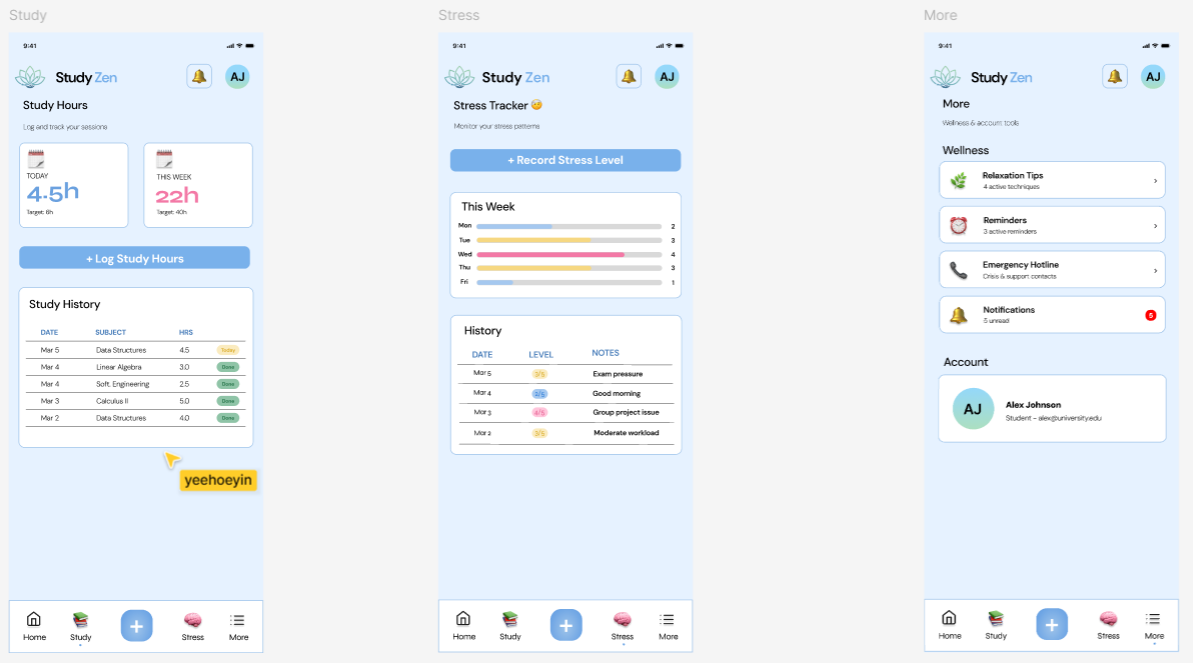 Study
9:41
Study Zen
AJ
Study Hours
Log and track your sessions
TODAY
4.5h
Target: 6h
THIS WEEK
22h
Target: 40h
+ Log Study Hours
Study History
DATE SUBJECT HRS
Mar 5 Data Structures 4.5 Today
Mar 4 Linear Algebra 3.0 Done
Mar 4 Soft. Engineering 2.5 Done
Mar 3 Calculus II 5.0 Done
Mar 2 Data Structures 4.0 Done
yeehoeyin
Home Study + Stress More
Stress
9:41
Study Zen
AJ
Stress Tracker
Monitor your stress patterns
+ Record Stress Level
This Week
Mon 2
Tue 3
Wed 4
Thu 3
Fri 1
History
DATE LEVEL NOTES
Mar 5 3/5 Exam pressure
Mar 4 Good morning
Mar 3 4/5 Group project issue
Mar 2 3/5 Moderate workload
Home Study + Stress More
More
9:41
Study Zen
AJ
More
Wellness & account tools
Wellness
Relaxation Tips
4 active techniques
Reminders
3 active reminders
Emergency Hotline
Crisis & support contacts
Notifications
5 unread
5
Account
AJ
Alex Johnson
Student - alex@university.edu
Home Study + Stress More